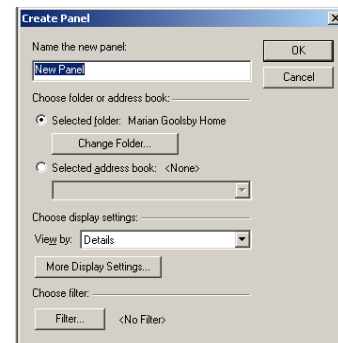 Create Panel
Name the new panel:
OK
New Panel
Cancel
Choose folder or address book:
Selected folder: Marian Goolsby Home
Change Folder...
Selected address book: <None>
Choose display settings:
View by: Details
More Display Settings...
Choose filter:
Filter... <No Filter>